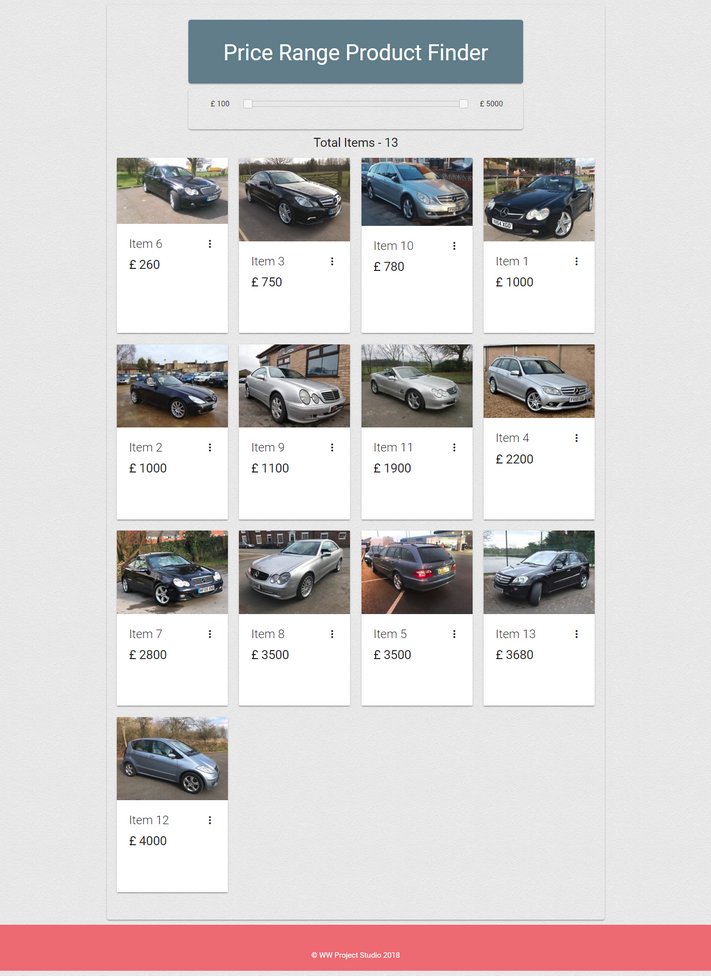 Price Range Product Finder
£ 100
£ 5000
Total Items - 13
Item 6
£ 260
Item 3
£ 750
Item 10
£ 780
Item 1
£ 1000
Item 2
£ 1000
Item 9
£ 1100
Item 11
£ 1900
Item 4
£ 2200
Item 7
£ 2800
Item 8
£ 3500
Item 5
£ 3500
Item 13
£ 3680
Item 12
£ 4000
© WW Project Studio 2018